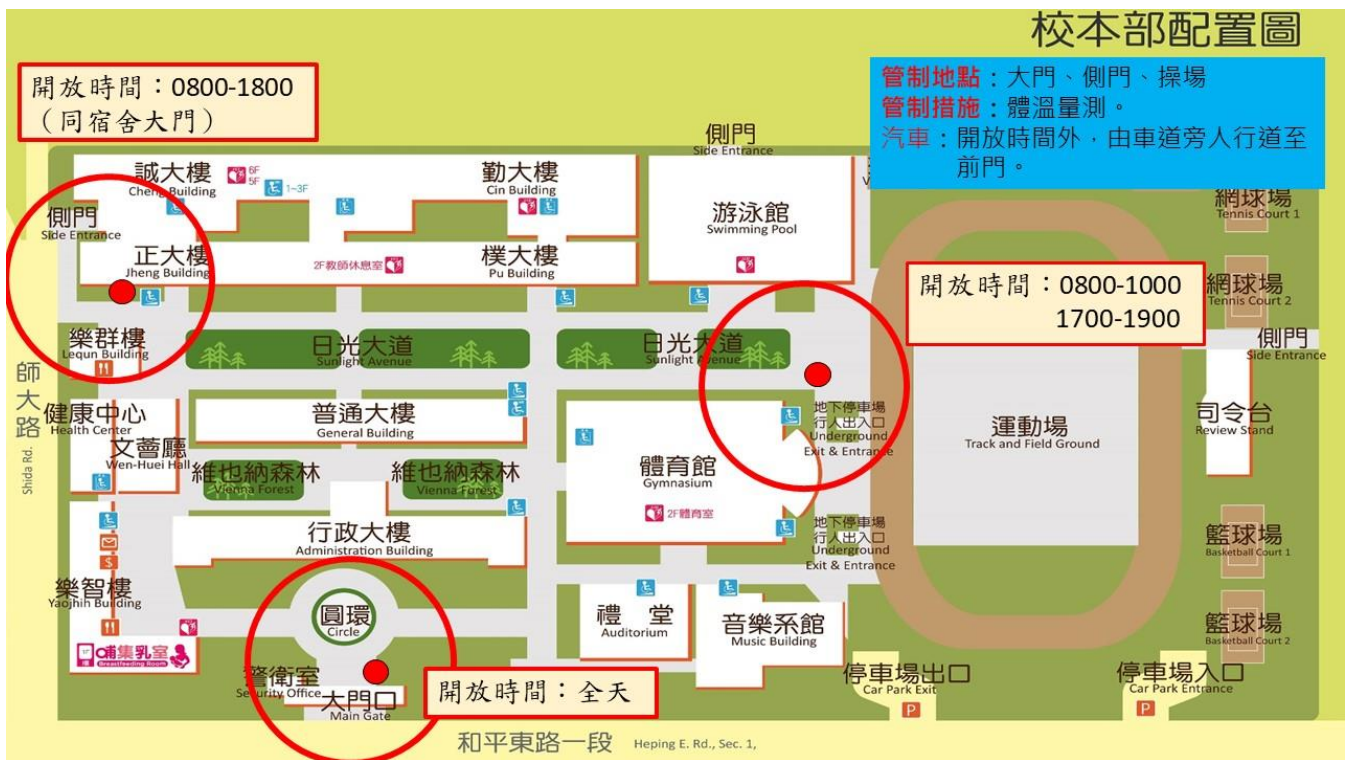 校本部配置圖
開放時間：0800-1800
（同宿舍大門）
管制地點：大門、側門、操場
管制措施：體溫量測。
汽車：開放時間外，由車道旁人行道至
前門。
側門
Side Entrance
誠大樓
Cheng Building
6F
5F
1~3F
勤大樓
Cin Building
游泳館
Swimming Pool
網球場
Tennis Court 1
側門
Side Entrance
正大樓
Jheng Building
2F教師休息室
樸大樓
Pu Building
開放時間：0800-1000
1700-1900
網球場
Tennis Court 2
樂群樓
Lequn Building
日光大道
Sunlight Avenue
日光大道
Sunlight Avenue
側門
Side Entrance
師大路
Shida Rd.
健康中心
Health Center
文薈廳
Wen-Huei Hall
普通大樓
General Building
地下停車場
行人出入口
Underground
Exit & Entrance
運動場
Track and Field Ground
司令台
Review Stand
維也納森林
Vienna Forest
維也納森林
Vienna Forest
體育館
Gymnasium
2F體育室
行政大樓
Administration Building
地下停車場
行人出入口
Underground
Exit & Entrance
籃球場
Basketball Court 1
樂智樓
Yaojhih Building
圓環
Circle
禮堂
Auditorium
音樂系館
Music Building
籃球場
Basketball Court 2
哺集乳室
Breastfeeding Room
警衛室
Security Office
大門口
Main Gate
開放時間：全天
停車場出口
Car Park Exit
P
停車場入口
Car Park Entrance
P
和平東路一段 Heping E. Rd., Sec. 1,